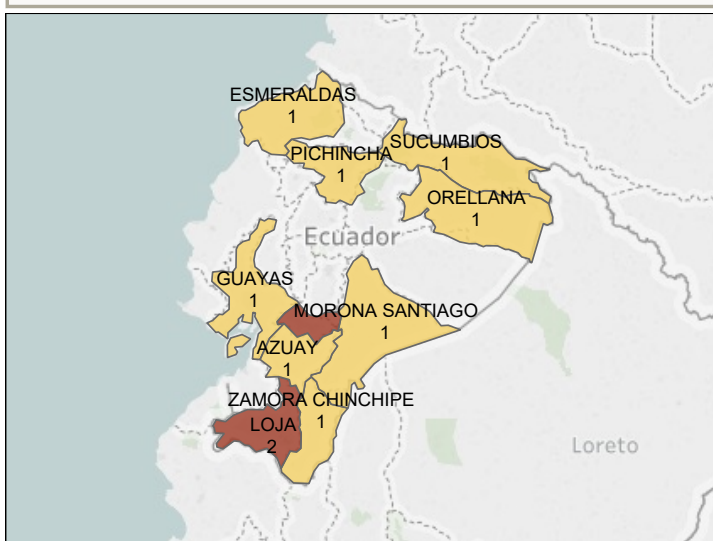 ESMERALDAS
1
PICHINCHA
1
SUCUMBIOS
1
ORELLANA
1
Ecuador
GUAYAS
1
MORONA SANTIAGO
1
AZUAY
1
ZAMORA CHINCHIPE
1
LOJA
2
Loreto